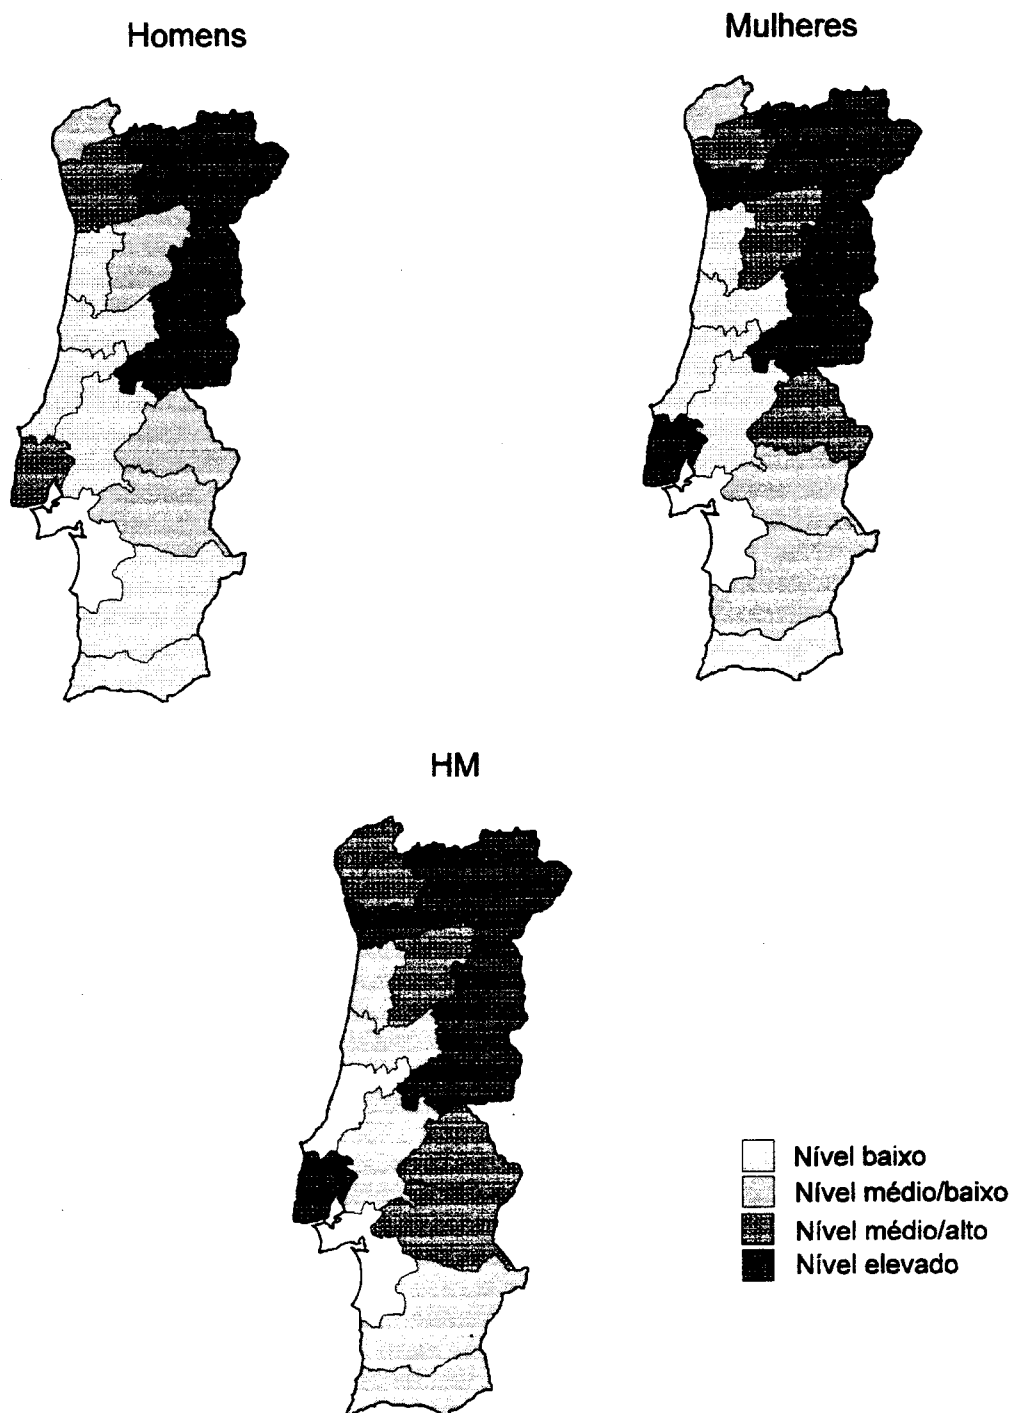 Homens
Mulheres
HM
Nível baixo
Nível médio/baixo
Nível médio/alto
Nível elevado